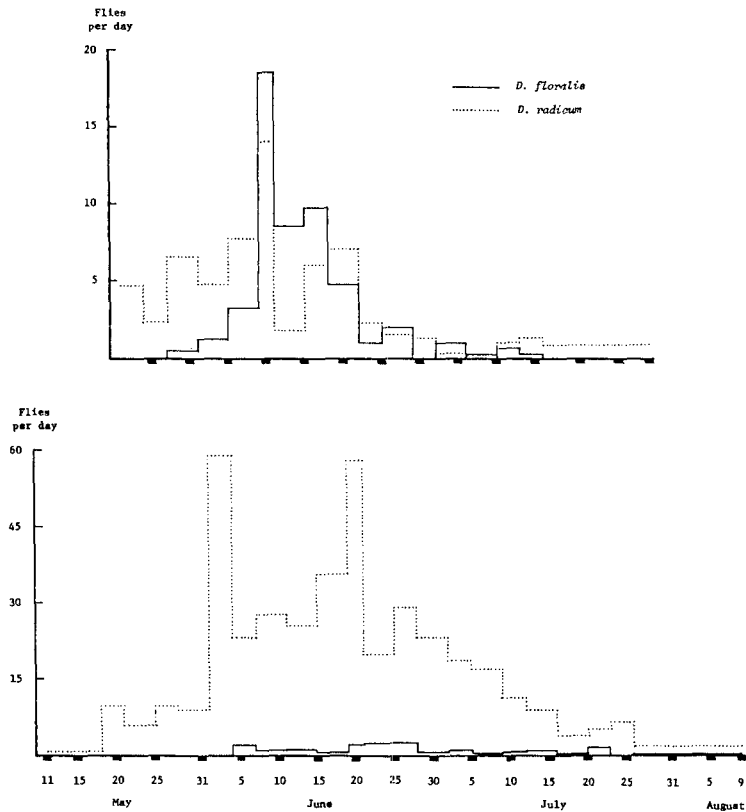 Flies
per day
20
15
10
5
D. floralis
D. radicum
Flies
per day
60
45
30
15
11 15 20 25 31 5 10 15 20 25 30 5 10 15 20 25 31 5 9
May June July August